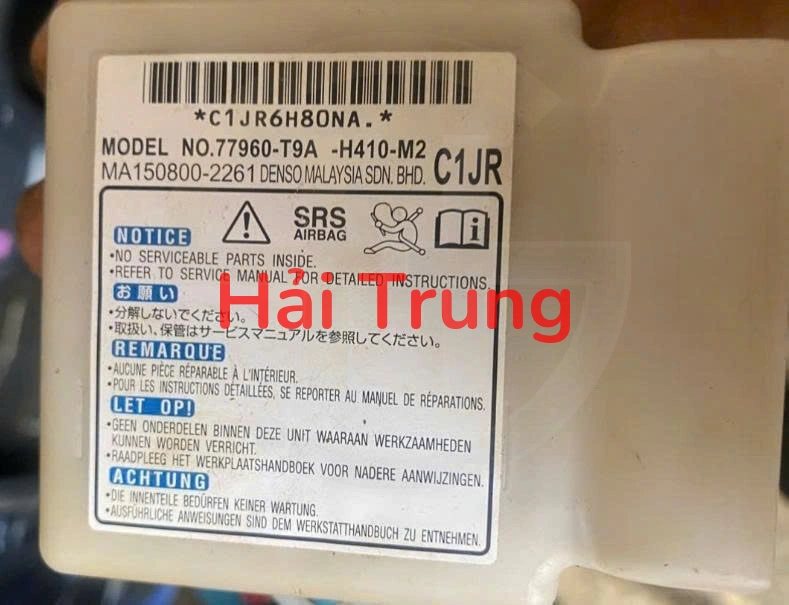 *C1JR6H80NA.*
MODEL NO.77960-T9A -H410-M2
MA150800-2261 DENSO MALAYSIA SDN. BHD. C1JR
SRS
AIRBAG
NOTICE
•NO SERVICEABLE PARTS INSIDE.
•REFER TO SERVICE MANUAL FOR DETAILED INSTRUCTIONS.
Hải Trung
お願い
•分解しないでください。
•取扱い、保管はサービスマニュアルを参照してください。
REMARQUE
•AUCUNE PIÈCE RÉPARABLE À L'INTÉRIEUR.
•POUR LES INSTRUCTIONS DÉTAILLÉES, SE REPORTER AU MANUEL DE RÉPARATIONS.
LET OP!
•GEEN ONDERDELEN BINNEN DEZE UNIT WAARAAN WERKZAAMHEDEN
KUNNEN WORDEN VERRICHT.
•RAADPLEEG HET WERKPLAATSHANDBOEK VOOR NADERE AANWIJZINGEN.
ACHTUNG
•DIE INNENTEILE BEDÜRFEN KEINER WARTUNG.
•AUSFÜHRLICHE ANWEISUNGEN SIND DEM WERKSTATTHANDBUCH ZU ENTNEHMEN.